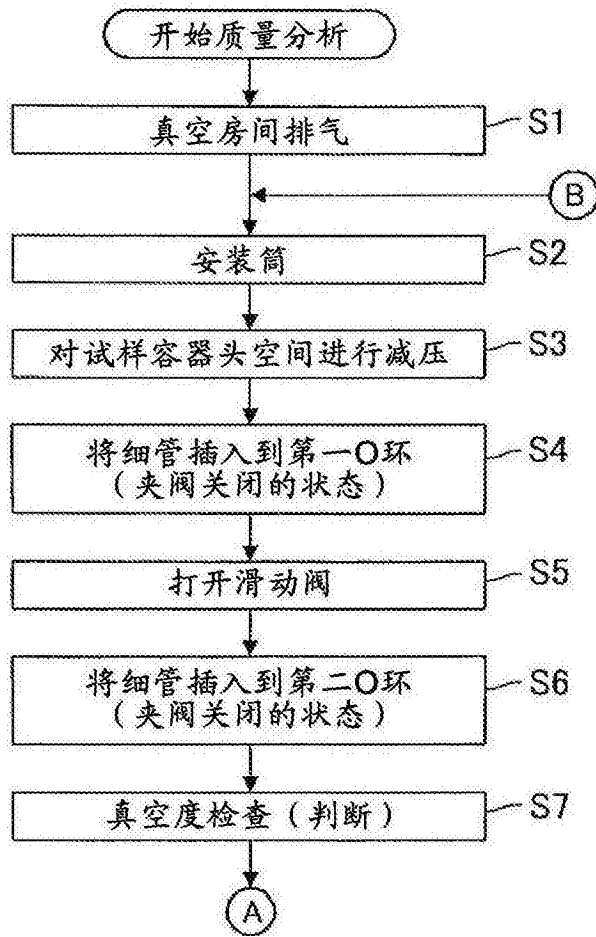 开始质量分析
真空房间排气 S1
B
安装筒 S2
对试样容器头空间进行减压 S3
将细管插入到第一O环 S4
（夹阀关闭的状态）
打开滑动阀 S5
将细管插入到第二O环 S6
（夹阀关闭的状态）
真空度检查（判断） S7
A